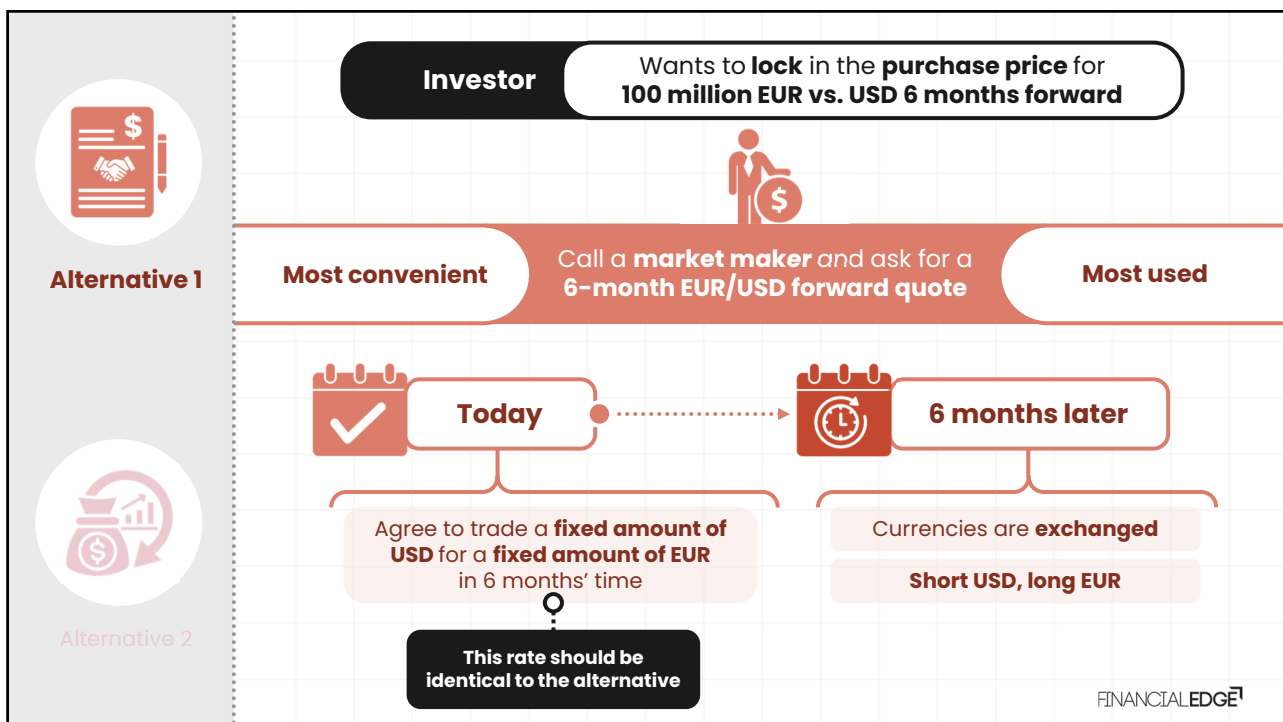 Investor
Wants to lock in the purchase price for
100 million EUR vs. USD 6 months forward
$
$
Alternative 1
Most convenient
Call a market maker and ask for a
6-month EUR/USD forward quote
Most used
Today
6 months later
Agree to trade a fixed amount of
USD for a fixed amount of EUR
in 6 months’ time
Currencies are exchanged
Short USD, long EUR
$
Alternative 2
This rate should be
identical to the alternative
FINANCIALEDGE